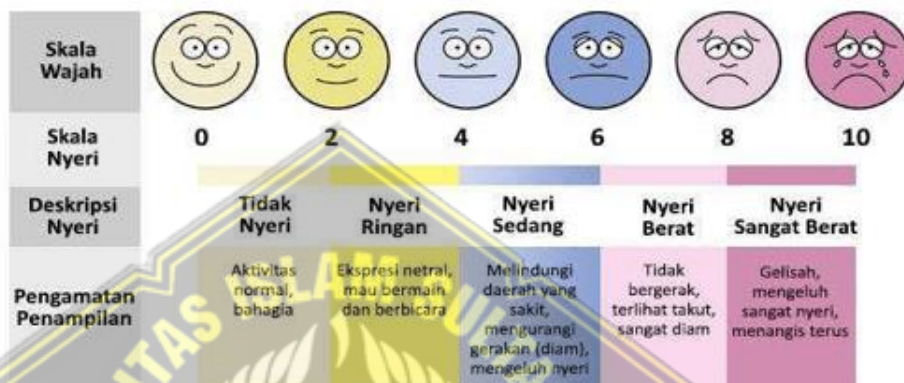 Skala
Wajah
Skala
Nyeri
0 2 4 6 8 10
Deskripsi
Nyeri
Tidak
Nyeri
Nyeri
Ringan
Nyeri
Sedang
Nyeri
Berat
Nyeri
Sangat Berat
Pengamatan
Penampilan
Aktivitas
normal,
bahagia
Ekspresi netral,
mau bermain
dan berbicara
Melindungi
daerah yang
sakit,
mengurangi
gerakan (diam),
mengeluh nyeri
Tidak
bergerak,
terlihat takut,
sangat diam
Gelisah,
mengeluh
sangat nyeri,
menangis terus
ISLAM